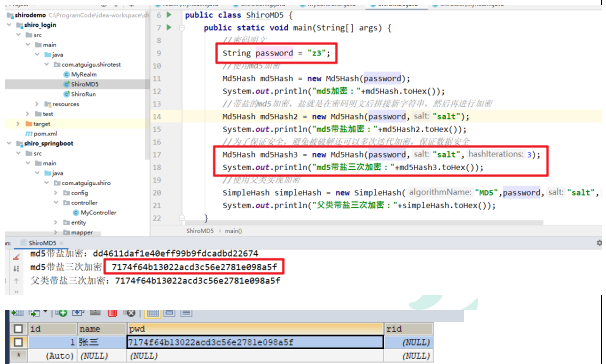 shirodemo C:\ProgramCode\idea-workspace\sh
shiro_login
src
main
java
com.atguigu.shirotest
MyRealm
ShiroMD5
ShiroRun
resources
test
target
pom.xml
shiro_springboot
src
main
java
com.atguigu.shiro
config
controller
MyController
entity
mapper
6 public class ShiroMD5 {
7 public static void main(String[] args) {
8 //密码明文
9 String password = "z3";
10 //使用md5加密
11 Md5Hash md5Hash = new Md5Hash(password);
12 System.out.println("md5加密："+md5Hash.toHex());
13 //带盐的md5加密，盐就是在密码明文后拼接新字符串，然后再进行加密
14 Md5Hash md5Hash2 = new Md5Hash(password, salt: "salt");
15 System.out.println("md5带盐加密："+md5Hash2.toHex());
16 //为了保证安全，避免被破解还可以多次迭代加密，保证数据安全
17 Md5Hash md5Hash3 = new Md5Hash(password, salt: "salt", hashIterations: 3);
18 System.out.println("md5带盐三次加密："+md5Hash3.toHex());
19 //使用父类实现加密
20 SimpleHash simpleHash = new SimpleHash( algorithmName: "MD5",password, salt: "salt",
21 System.out.println("父类带盐三次加密："+simpleHash.toHex());
22 }
ShiroMD5 › main()
ShiroMD5
md5带盐加密：dd4611daf1e40eff99b9fdcadbd22674
md5带盐三次加密：7174f64b13022acd3c56e2781e098a5f
父类带盐三次加密：7174f64b13022acd3c56e2781e098a5f
id name pwd rid
1 张三 7174f64b13022acd3c56e2781e098a5f (NULL)
(Auto) (NULL) (NULL) (NULL)